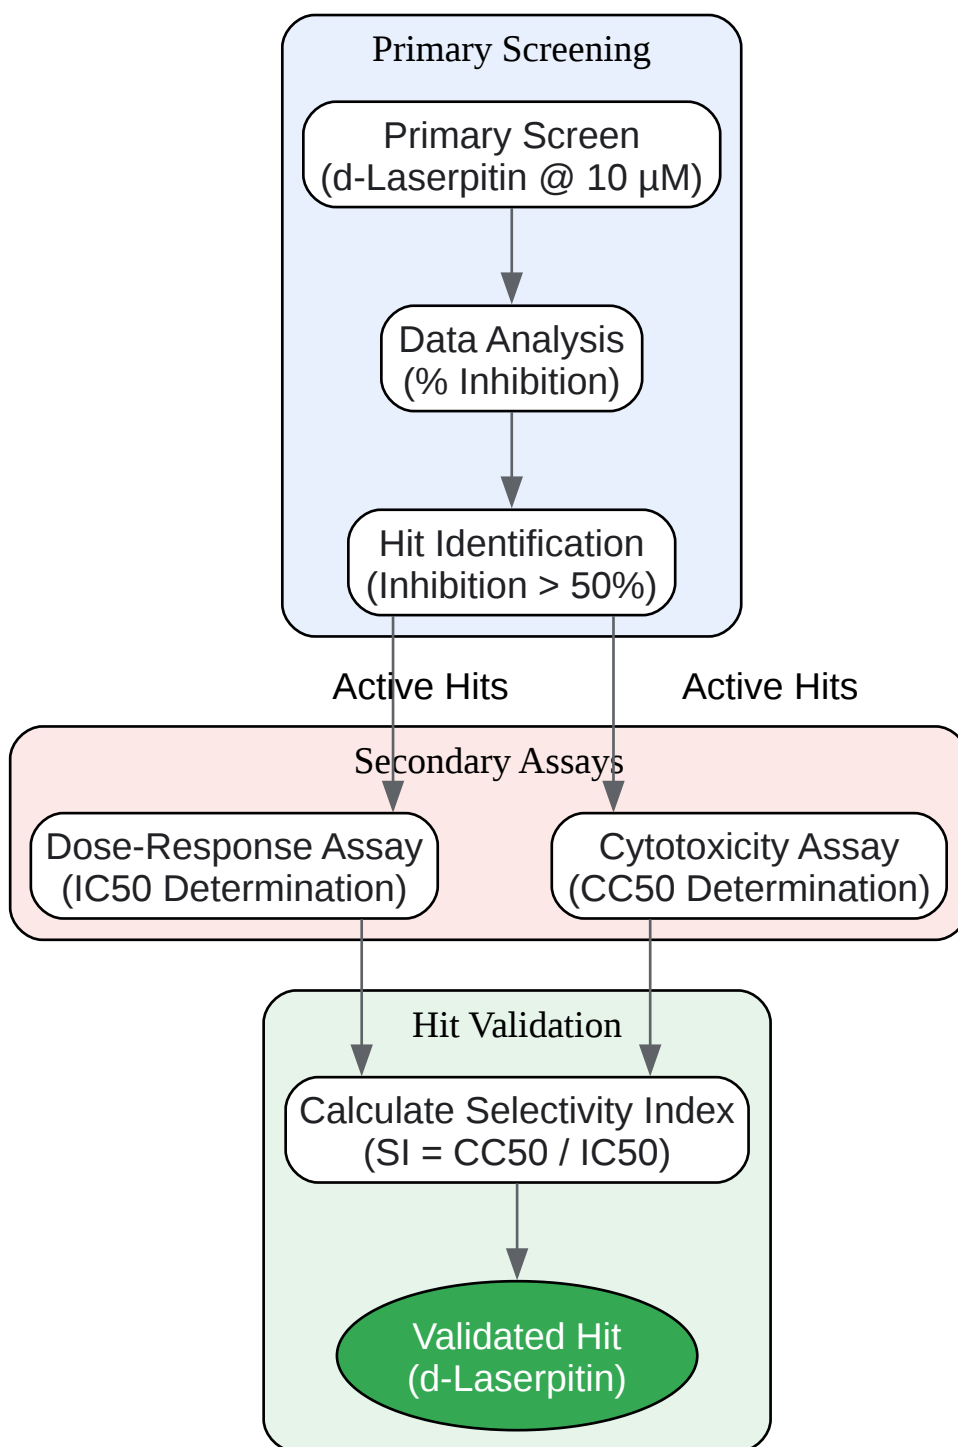 Primary Screening
Primary Screen
(d-Laserpitin @ 10 µM)
Data Analysis
(% Inhibition)
Hit Identification
(Inhibition > 50%)
Active Hits
Active Hits
Secondary Assays
Dose-Response Assay
(IC50 Determination)
Cytotoxicity Assay
(CC50 Determination)
Hit Validation
Calculate Selectivity Index
(SI = CC50 / IC50)
Validated Hit
(d-Laserpitin)